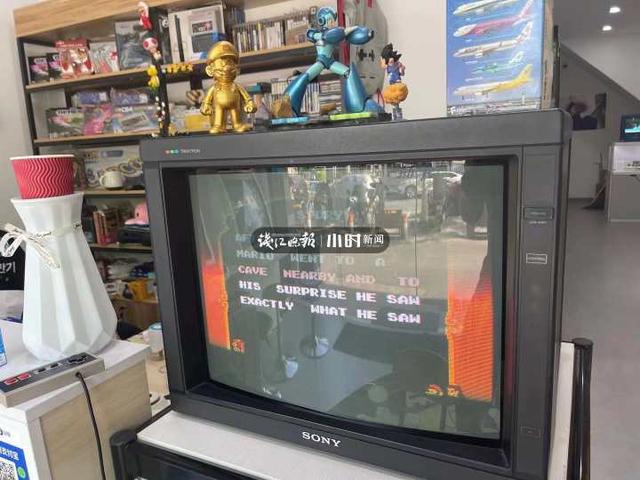 TRINITRON
STORY
钱江晚报 小时新闻
MARIO WENT TO A
CAVE NEARBY AND TO
HIS SURPRISE HE SAW
EXACTLY WHAT HE SAW
SONY